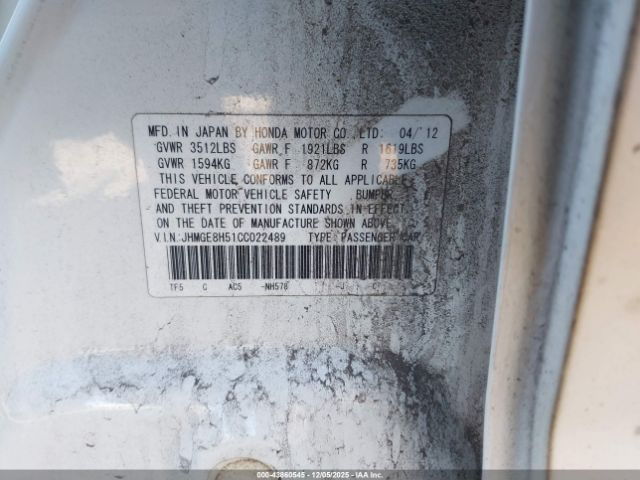 MFD. IN JAPAN BY HONDA MOTOR CO., LTD. 04/'12
GVWR 3512LBS GAWR F 1921LBS R 1619LBS
GVWR 1594KG GAWR F 872KG R 735KG
THIS VEHICLE CONFORMS TO ALL APPLICABLE
FEDERAL MOTOR VEHICLE SAFETY, BUMPER,
AND THEFT PREVENTION STANDARDS IN EFFECT
ON THE DATE OF MANUFACTURE SHOWN ABOVE.
V.I.N.: JHMGE8H51CC022489 TYPE: PASSENGER CAR
TF5 C AC5 -NH578 -J
000-43860545 - 12/05/2025 - IAA Holdings, LLC.